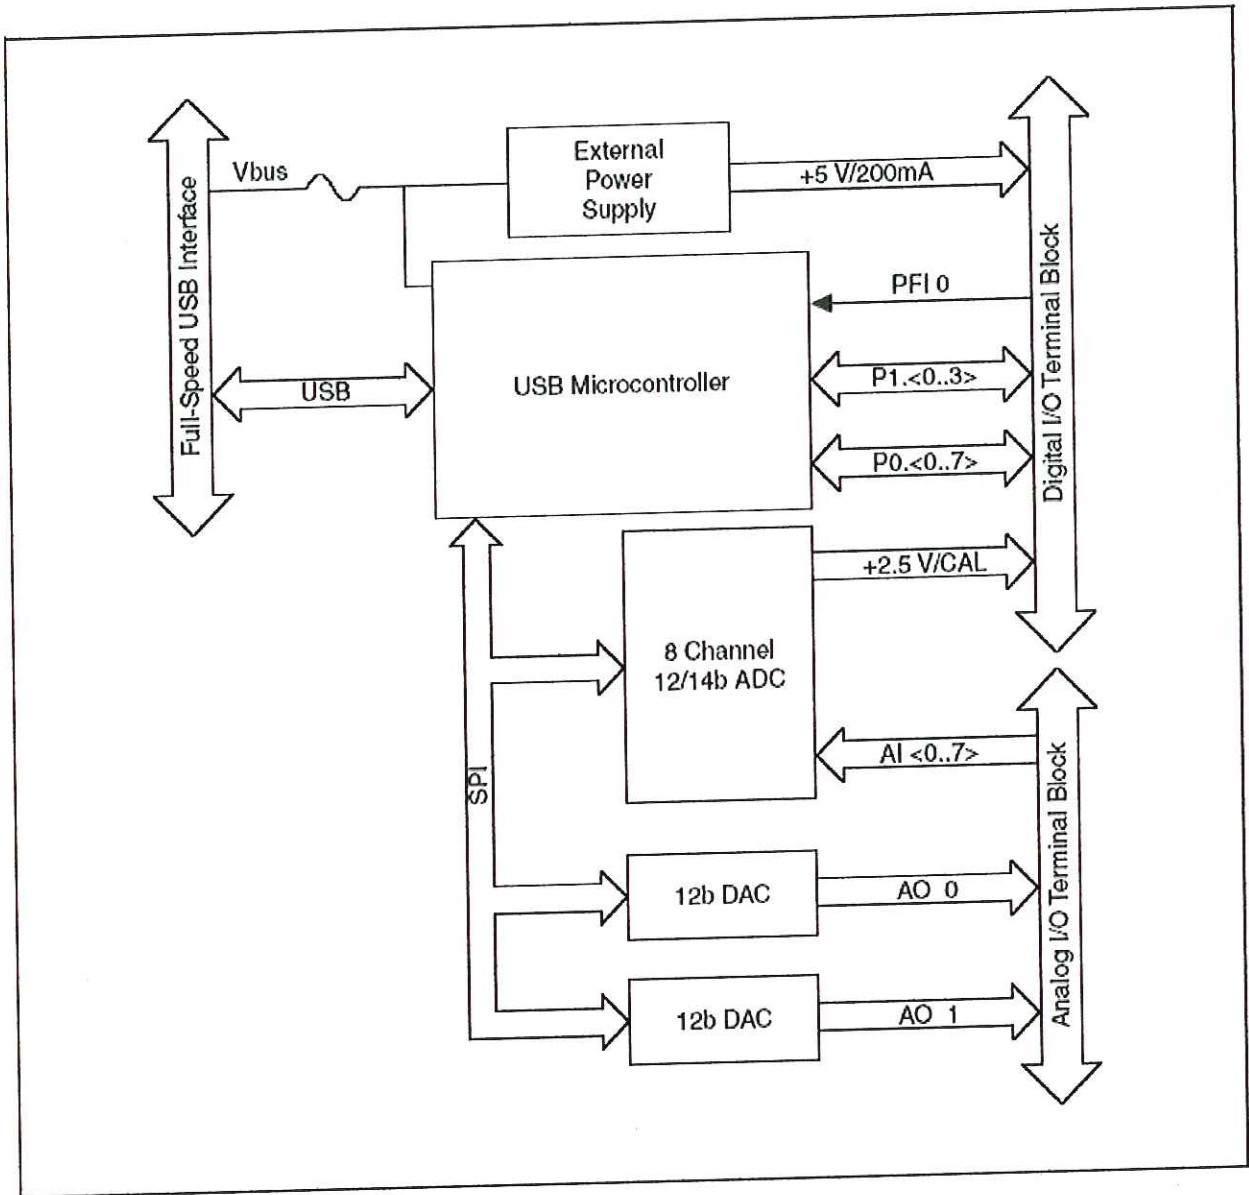 Vbus
External
Power
Supply
+5 V/200mA
Full-Speed USB Interface
PFI 0
USB Microcontroller
USB
P1.<0..3>
P0.<0..7>
Digital I/O Terminal Block
+2.5 V/CAL
8 Channel
12/14b ADC
AI <0..7>
SPI
12b DAC
AO 0
12b DAC
AO 1
Analog I/O Terminal Block